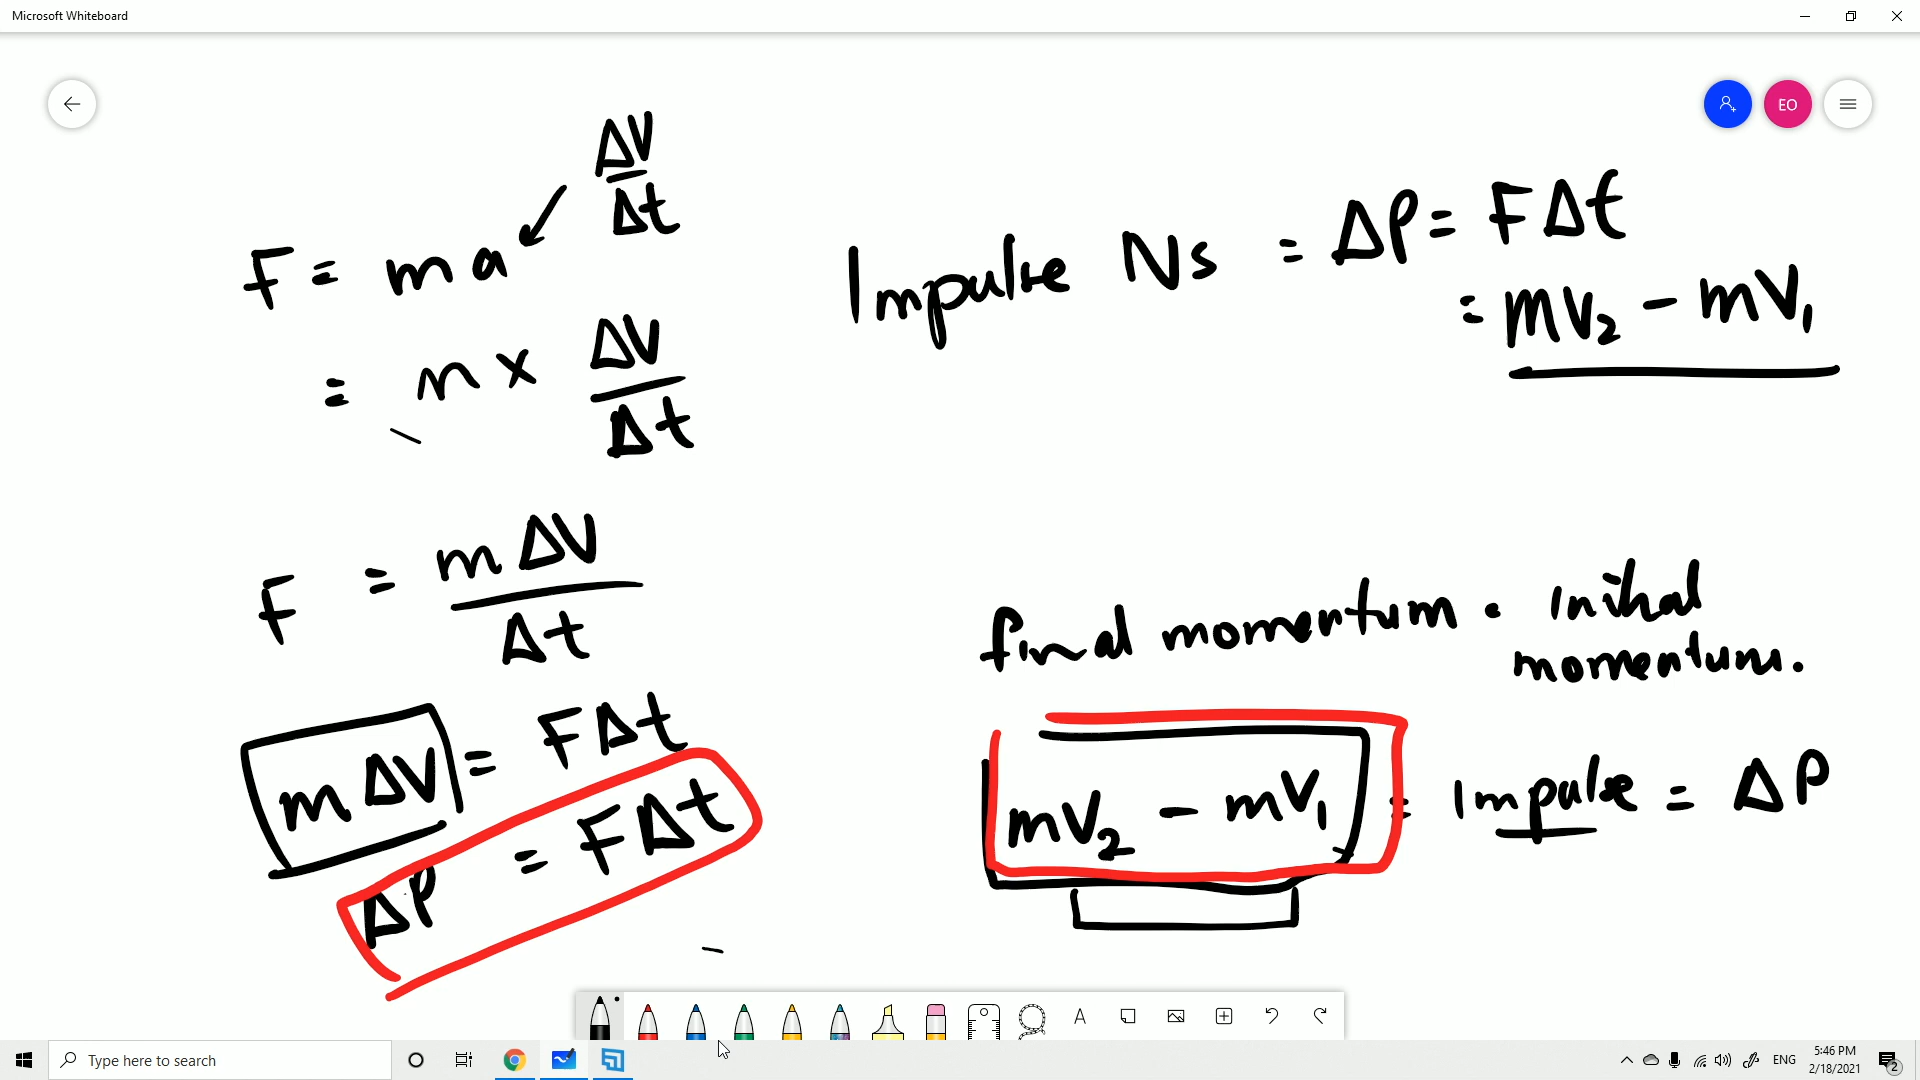 Microsoft Whiteboard
EO
ΔV
Δt
F = ma
= m x ΔV
Δt
F = mΔV
Δt
mΔV = FΔt
ΔP = FΔt
Impulse Ns = ΔP = FΔt
= mV₂ - mV₁
final momentum - initial
momentum.
mV₂ - mV₁ = Impulse = ΔP
A
Type here to search
ENG
5:46 PM
2/18/2021
2